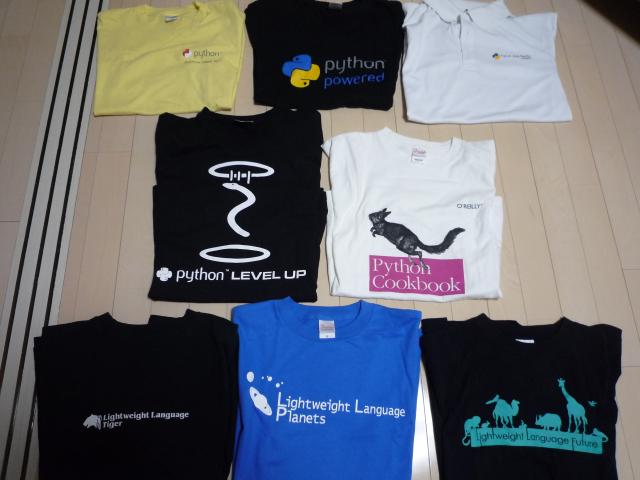 python
python
powered
python LEVEL UP
O'REILLY
Python
Cookbook
Lightweight Language
Tiger
Lightweight Language
Planets
Lightweight Language Future